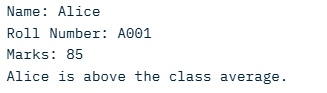 Name: Alice
Roll Number: A001
Marks: 85
Alice is above the class average.